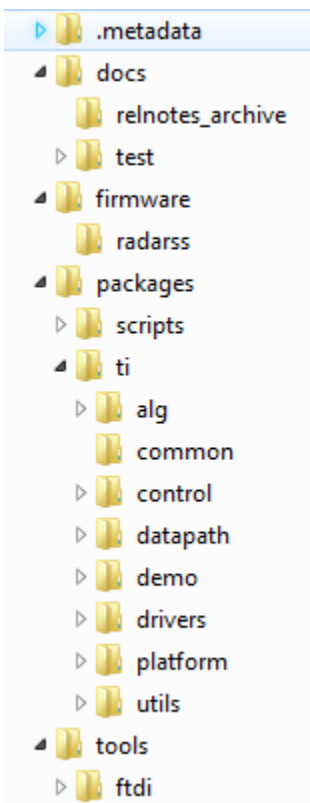 .metadata
docs
relnotes_archive
test
firmware
radarss
packages
scripts
ti
alg
common
control
datapath
demo
drivers
platform
utils
tools
ftdi